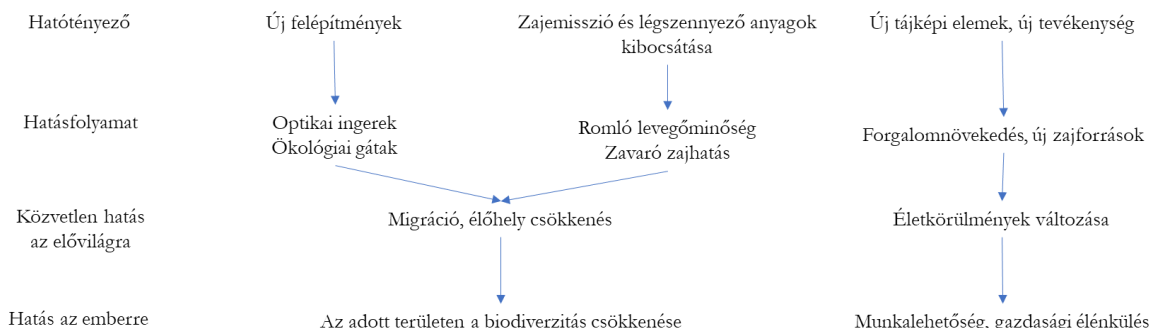 Hatótényező
Új felépítmények
Zajemisszió és légszennyező anyagok
kibocsátása
Új tájképi elemek, új tevékenység
Hatásfolyamat
Optikai ingerek
Ökológiai gátak
Romló levegőminőség
Zavaró zajhatás
Forgalomnövekedés, új zajforrások
Közvetlen hatás
az elővilágra
Migráció, élőhely csökkenés
Életkörülmények változása
Hatás az emberre
Az adott területen a biodiverzitás csökkenése
Munkalehetőség, gazdasági élénkülés